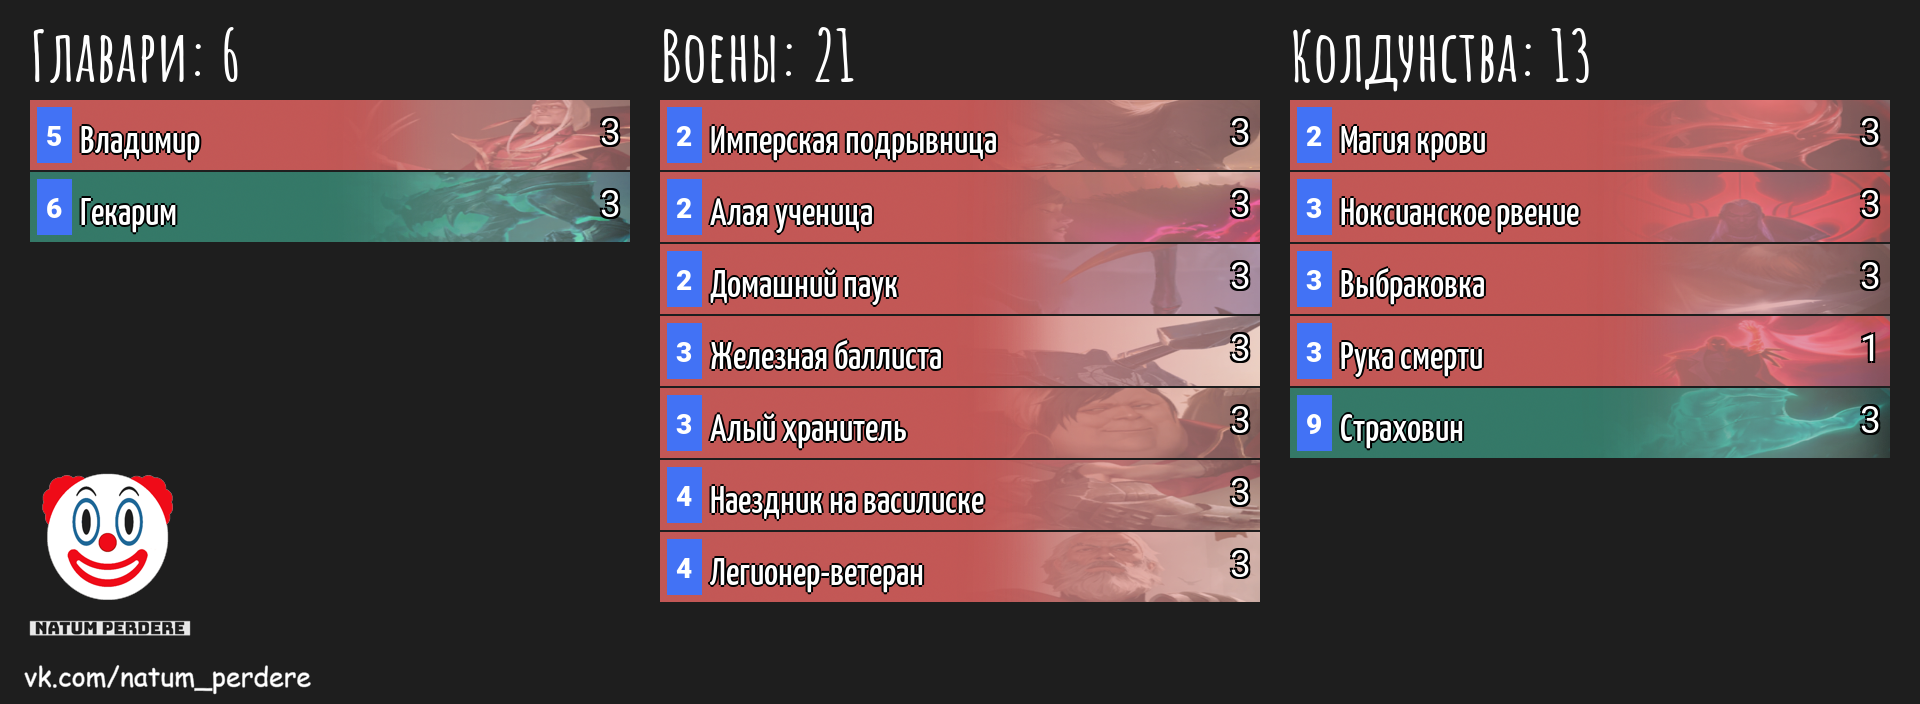 Главари: 6
5 Владимир 3
6 Гекарим 3
Воены: 21
2 Имперская подрывница 3
2 Алая ученица 3
2 Домашний паук 3
3 Железная баллиста 3
3 Алый хранитель 3
4 Наездник на василиске 3
4 Легионер-ветеран 3
Колдунства: 13
2 Магия крови 3
3 Ноксианское рвение 3
3 Выбраковка 3
3 Рука смерти 1
9 Страховин 3
NATUM PERDERE
vk.com/natum_perdere